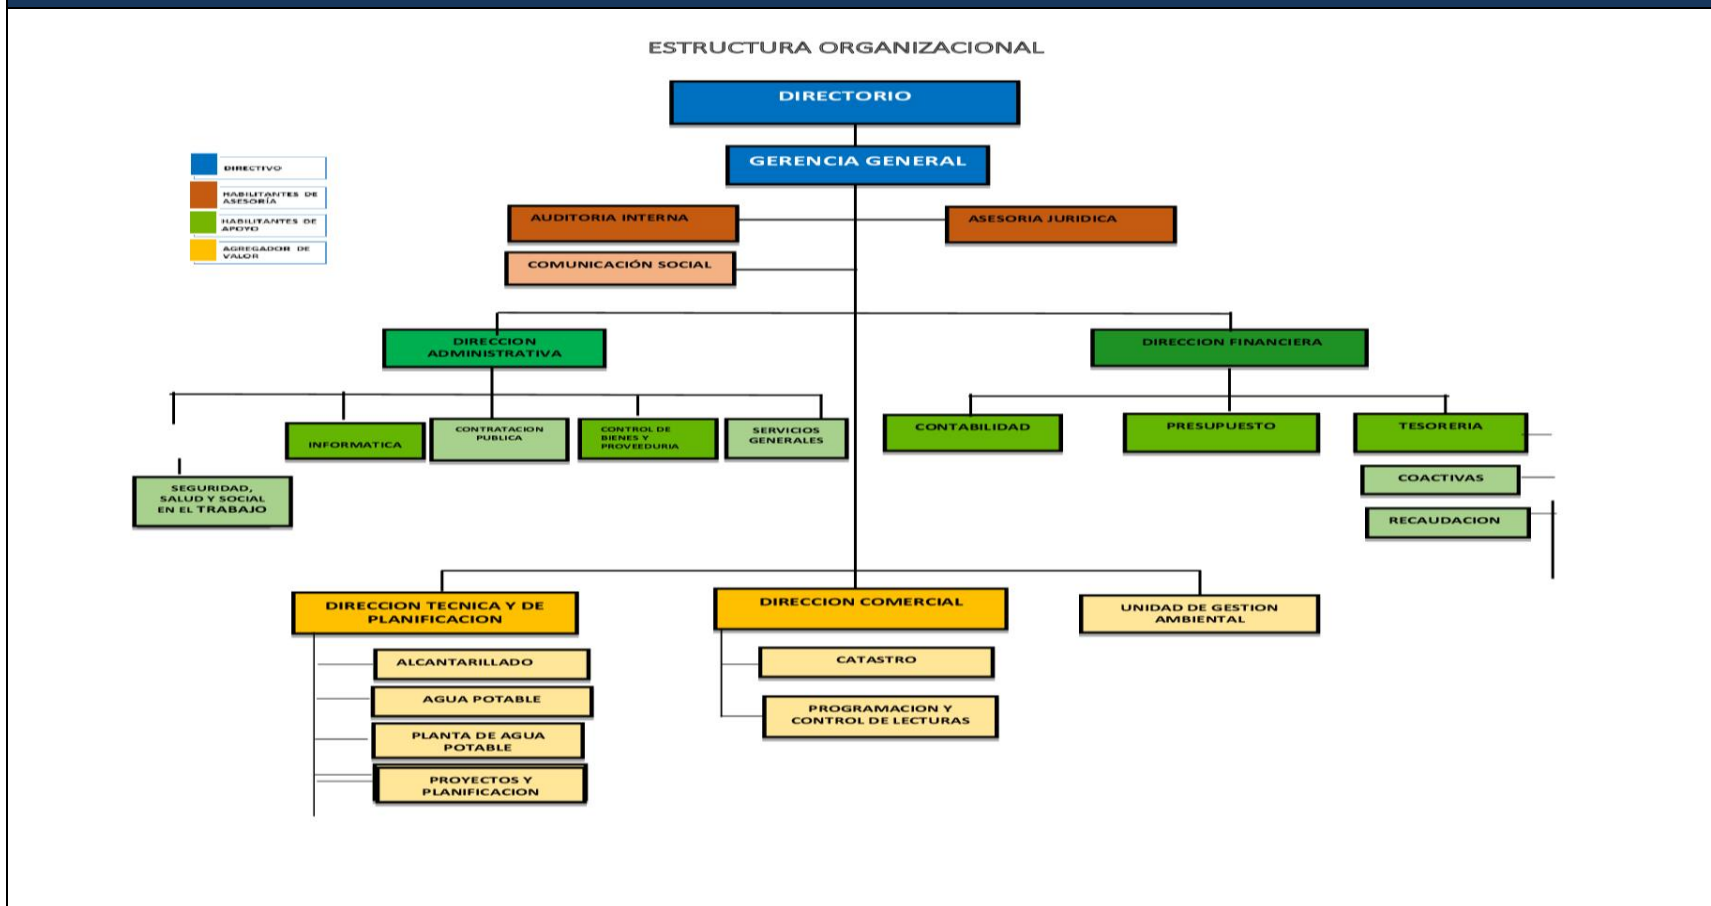 ESTRUCTURA ORGANIZACIONAL
DIRECTORIO
GERENCIA GENERAL
DIRECTIVO
HABILITANTES DE
ASESORÍA
HABILITANTES DE
APOYO
AGREGADOR DE
VALOR
AUDITORIA INTERNA
ASESORIA JURIDICA
COMUNICACIÓN SOCIAL
DIRECCION
ADMINISTRATIVA
DIRECCION FINANCIERA
INFORMATICA
CONTRATACION
PUBLICA
CONTROL DE
BIENES Y
PROVEEDURIA
SERVICIOS
GENERALES
CONTABILIDAD
PRESUPUESTO
TESORERIA
SEGURIDAD,
SALUD Y SOCIAL
EN EL TRABAJO
COACTIVAS
RECAUDACION
DIRECCION TECNICA Y DE
PLANIFICACION
DIRECCION COMERCIAL
UNIDAD DE GESTION
AMBIENTAL
ALCANTARILLADO
AGUA POTABLE
PLANTA DE AGUA
POTABLE
PROYECTOS Y
PLANIFICACION
CATASTRO
PROGRAMACION Y
CONTROL DE LECTURAS